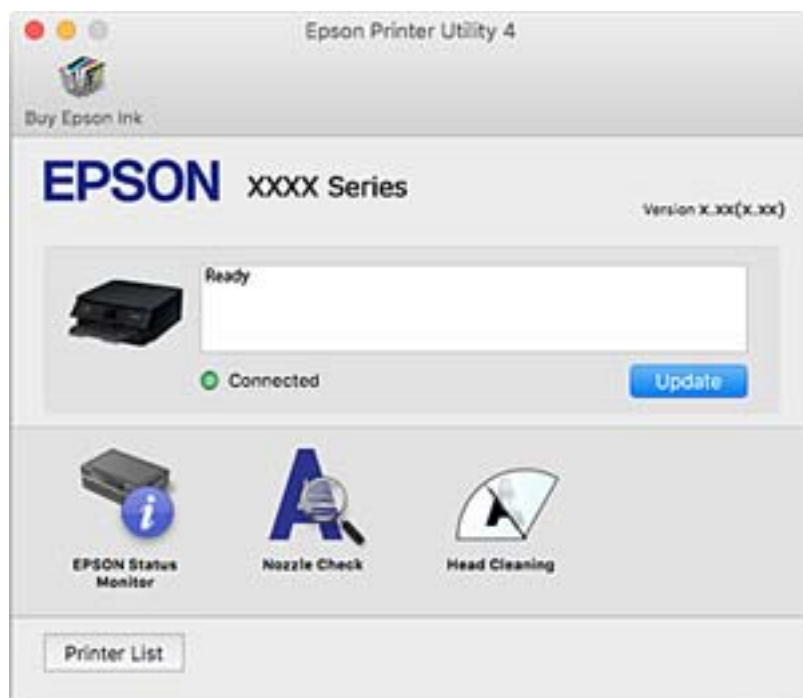 Epson Printer Utility 4
Buy Epson Ink
EPSON XXXX Series
Version X.XX(X.XX)
Ready
Connected
Update
EPSON Status
Monitor
Nozzle Check
Head Cleaning
Printer List